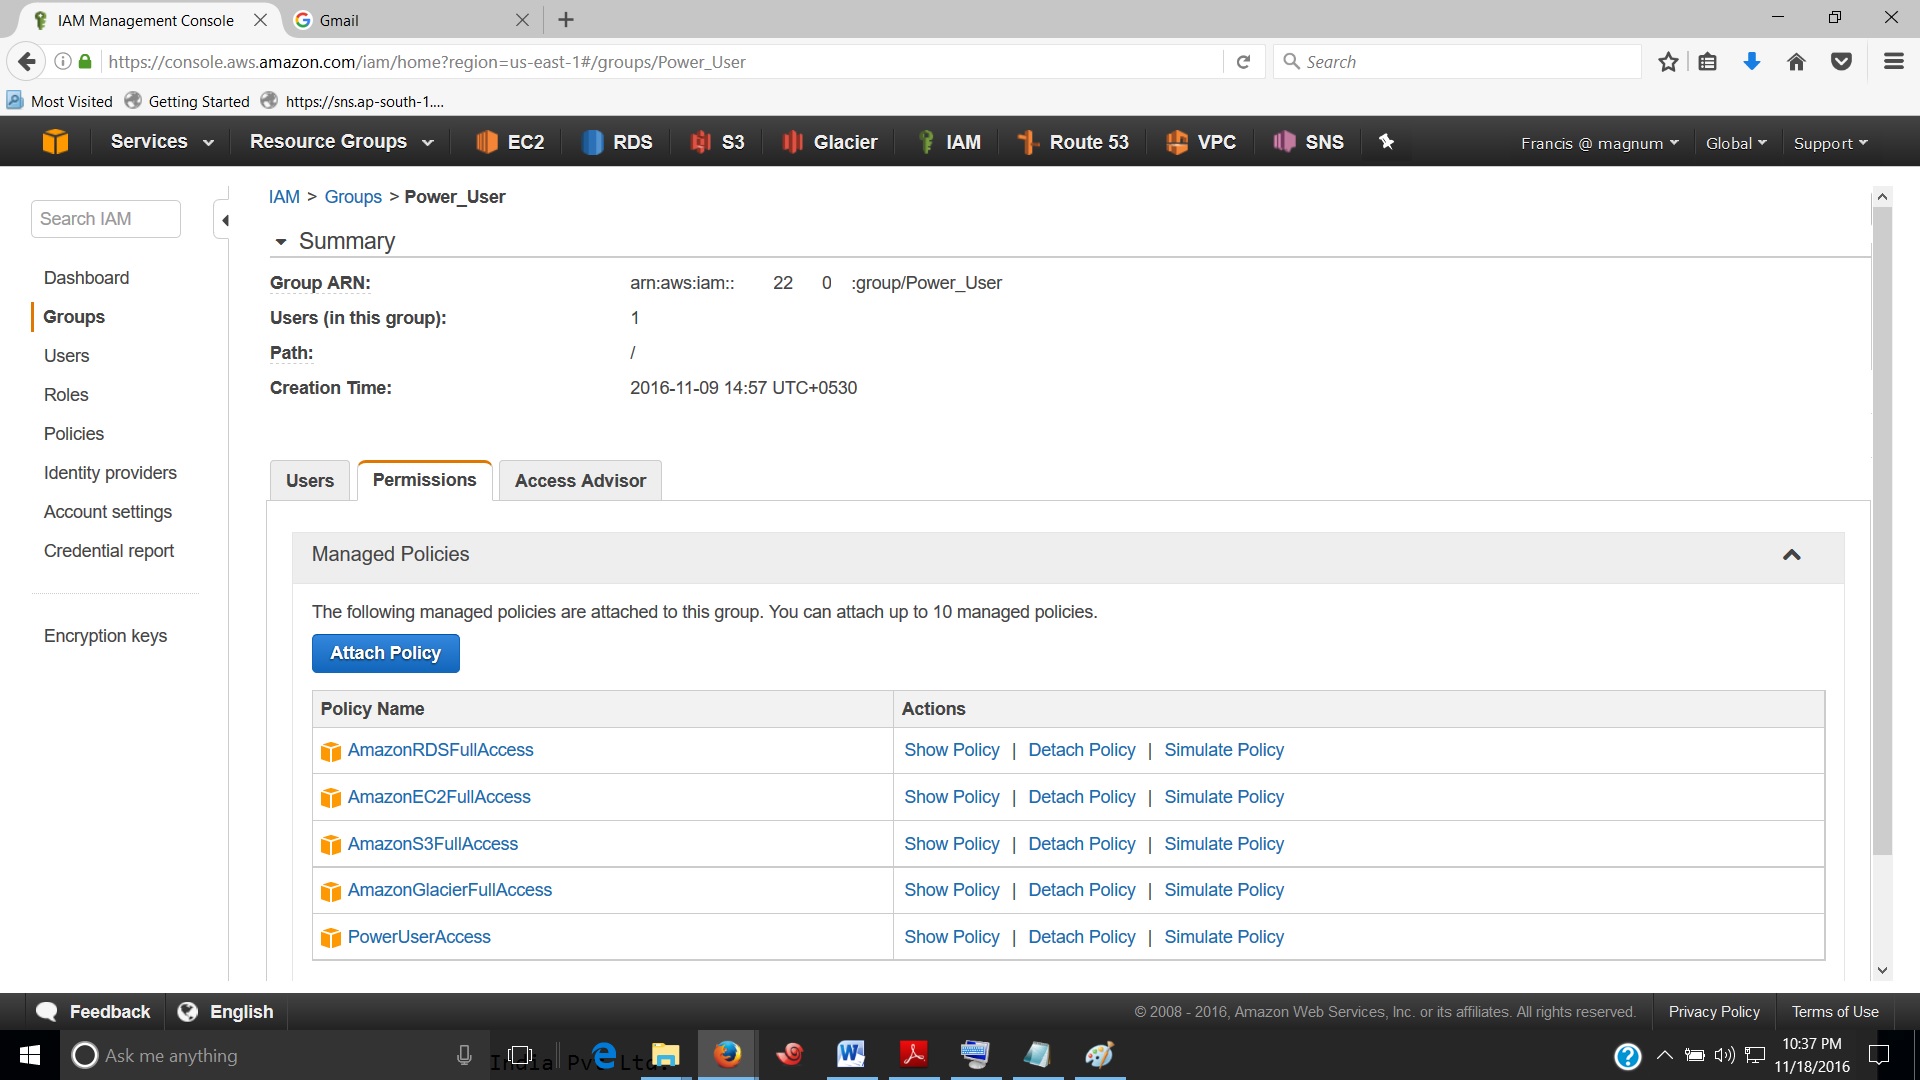 IAM Management Console
Gmail
https://console.aws.amazon.com/iam/home?region=us-east-1#/groups/Power_User
Search
Most Visited
Getting Started
https://sns.ap-south-1....
Services
Resource Groups
EC2
RDS
S3
Glacier
IAM
Route 53
VPC
SNS
Francis @ magnum
Global
Support
Search IAM
Dashboard
Groups
Users
Roles
Policies
Identity providers
Account settings
Credential report
Encryption keys
IAM > Groups > Power_User
Summary
Group ARN: arn:aws:iam:: 22 0 :group/Power_User
Users (in this group): 1
Path: /
Creation Time: 2016-11-09 14:57 UTC+0530
Users
Permissions
Access Advisor
Managed Policies
The following managed policies are attached to this group. You can attach up to 10 managed policies.
Attach Policy
Policy Name Actions
AmazonRDSFullAccess Show Policy | Detach Policy | Simulate Policy
AmazonEC2FullAccess Show Policy | Detach Policy | Simulate Policy
AmazonS3FullAccess Show Policy | Detach Policy | Simulate Policy
AmazonGlacierFullAccess Show Policy | Detach Policy | Simulate Policy
PowerUserAccess Show Policy | Detach Policy | Simulate Policy
Feedback
English
© 2008 - 2016, Amazon Web Services, Inc. or its affiliates. All rights reserved.
Privacy Policy
Terms of Use
Ask me anything
India Pvt Ltd.
10:37 PM
11/18/2016